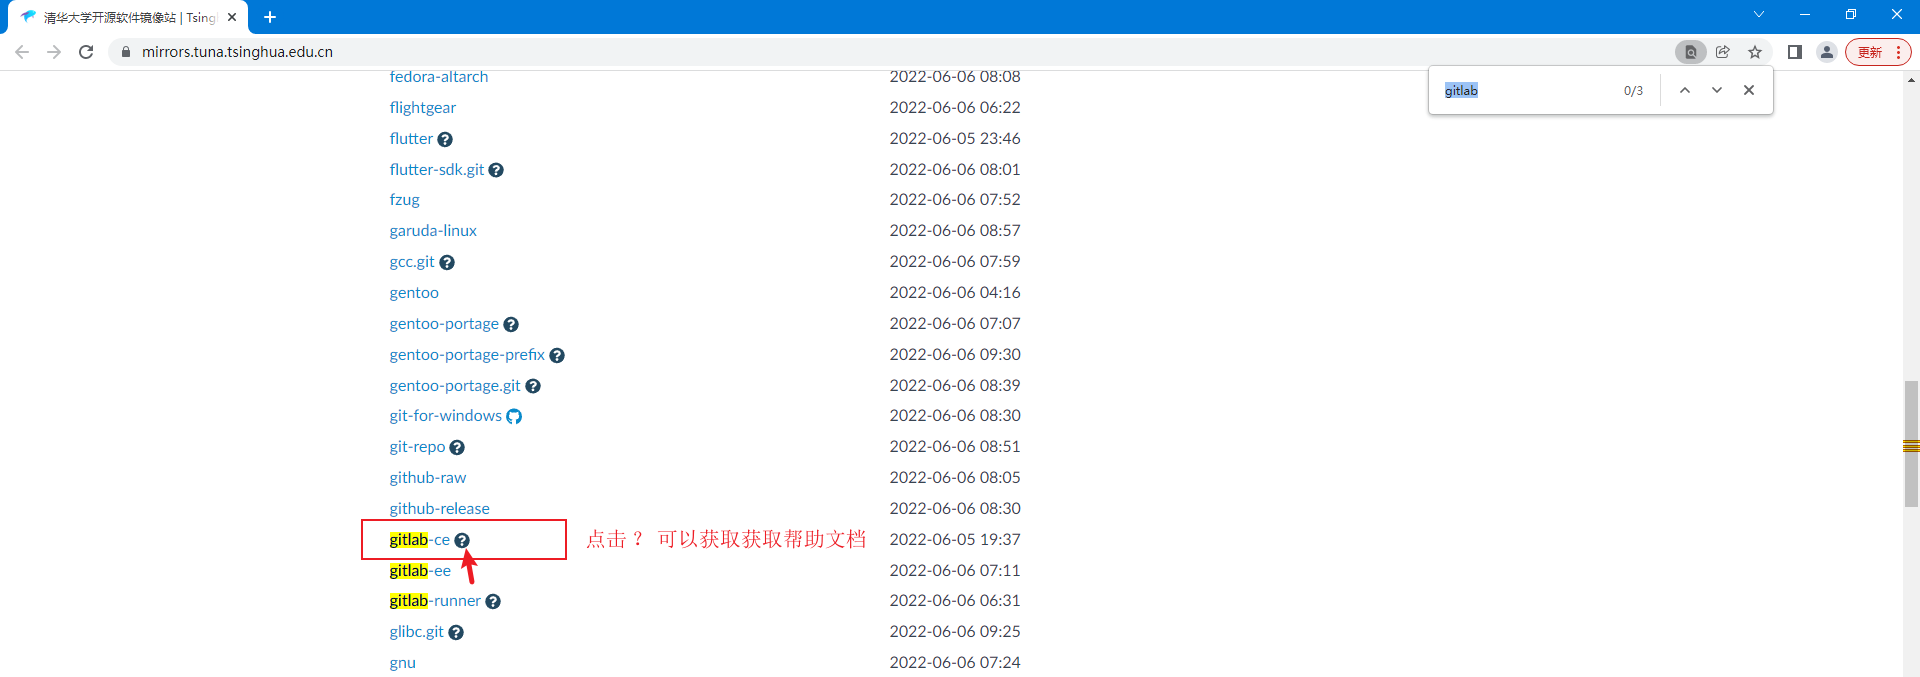 清华大学开源软件镜像站 | Tsing
mirrors.tuna.tsinghua.edu.cn
更新
gitlab 0/3
fedora-altarch 2022-06-06 08:08
flightgear 2022-06-06 06:22
flutter ? 2022-06-05 23:46
flutter-sdk.git ? 2022-06-06 08:01
fzug 2022-06-06 07:52
garuda-linux 2022-06-06 08:57
gcc.git ? 2022-06-06 07:59
gentoo 2022-06-06 04:16
gentoo-portage ? 2022-06-06 07:07
gentoo-portage-prefix ? 2022-06-06 09:30
gentoo-portage.git ? 2022-06-06 08:39
git-for-windows 2022-06-06 08:30
git-repo ? 2022-06-06 08:51
github-raw 2022-06-06 08:05
github-release 2022-06-06 08:30
gitlab-ce ? 点击？ 可以获取获取帮助文档 2022-06-05 19:37
gitlab-ee 2022-06-06 07:11
gitlab-runner ? 2022-06-06 06:31
glibc.git ? 2022-06-06 09:25
gnu 2022-06-06 07:24